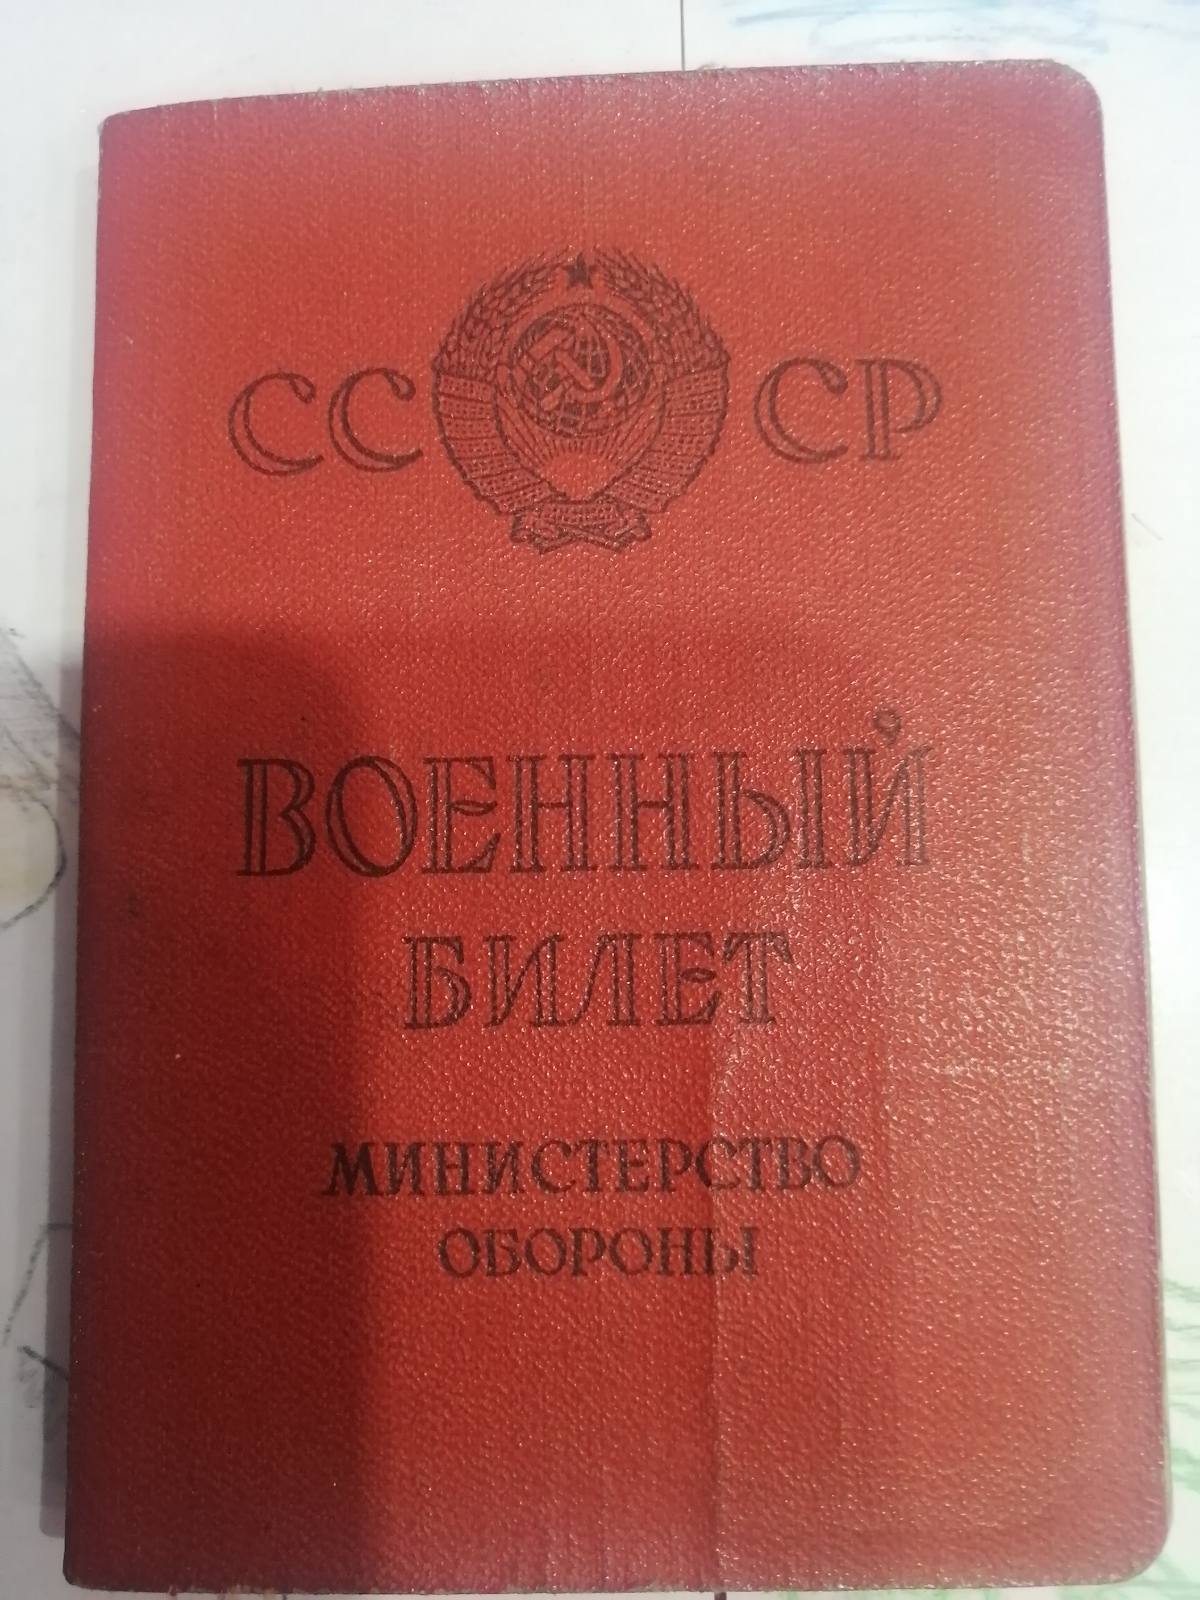 СССР
ВОЕННЫЙ
БИЛЕТ
МИНИСТЕРСТВО
ОБОРОНЫ